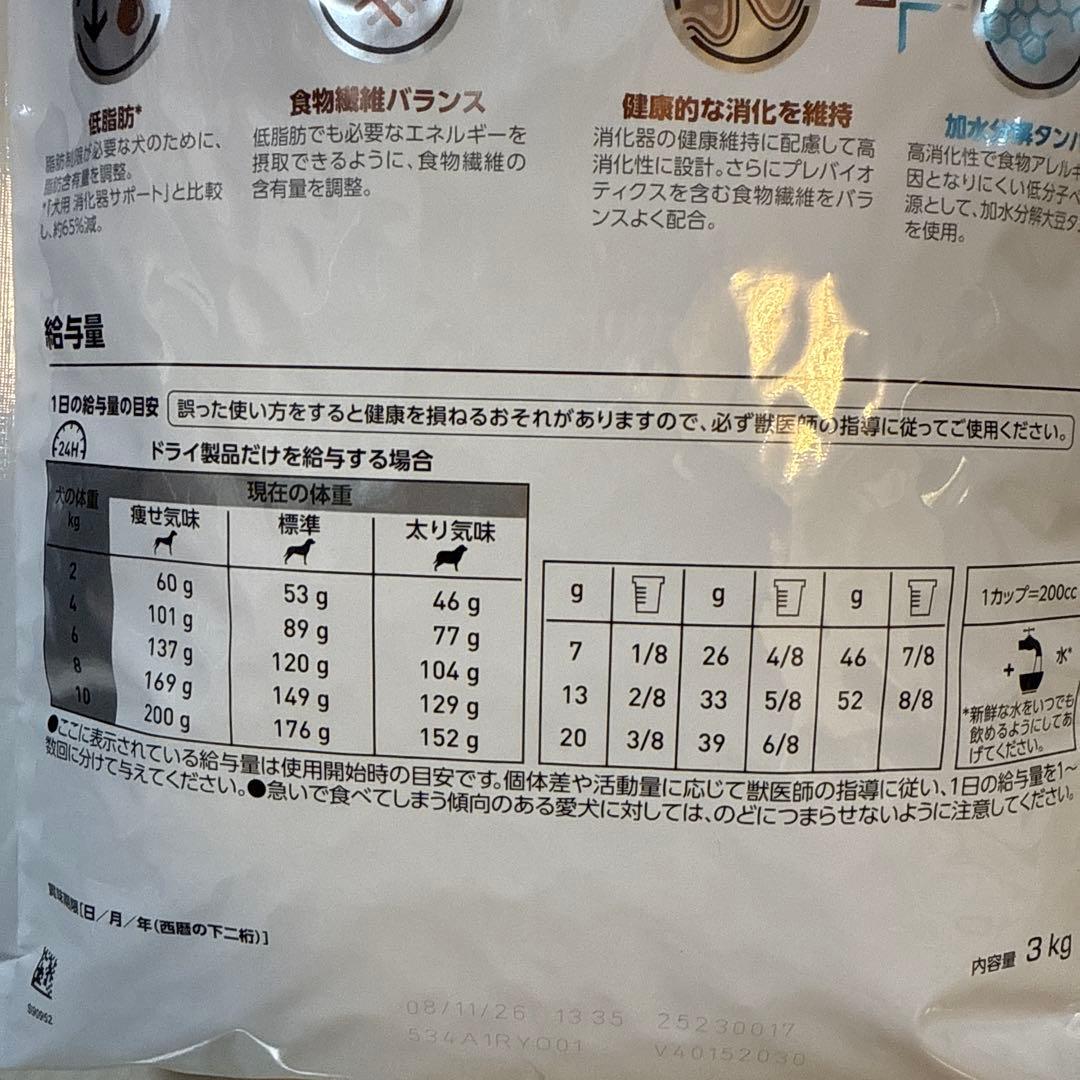 低脂肪*
脂肪制限が必要な犬のために、
脂肪含有量を調整。
*「犬用 消化器サポート」と比較
し、約65%減。
食物繊維バランス
低脂肪でも必要なエネルギーを
摂取できるように、食物繊維の
含有量を調整。
健康的な消化を維持
消化器の健康維持に配慮して高
消化性に設計。さらにプレバイオ
ティクスを含む食物繊維をバラ
ンスよく配合。
加水分解タンパ
高消化性で食物アレルギ
因となりにくい低分子ペ
源として、加水分解大豆タン
を使用。
給与量
1日の給与量の目安 誤った使い方をすると健康を損ねるおそれがありますので、必ず獣医師の指導に従ってご使用ください。
24H ドライ製品だけを給与する場合
犬の体重 kg 現在の体重
痩せ気味 標準 太り気味
2 60 g 53 g 46 g
4 101 g 89 g 77 g
6 137 g 120 g 104 g
8 169 g 149 g 129 g
10 200 g 176 g 152 g
g g g
7 1/8 26 4/8 46 7/8
13 2/8 33 5/8 52 8/8
20 3/8 39 6/8
1カップ=200cc
+ 水*
*新鮮な水をいつでも
飲めるようにしてあ
げてください。
●ここに表示されている給与量は使用開始時の目安です。個体差や活動量に応じて獣医師の指導に従い、1日の給与量を1〜
数回に分けて与えてください。●急いで食べてしまう傾向のある愛犬に対しては、のどにつまらせないように注意してください。
賞味期限[日/月/年(西暦の下二桁)]
内容量 3 kg
S90952
08/11/26 13 35 25230017
534A1RY001 V40152030